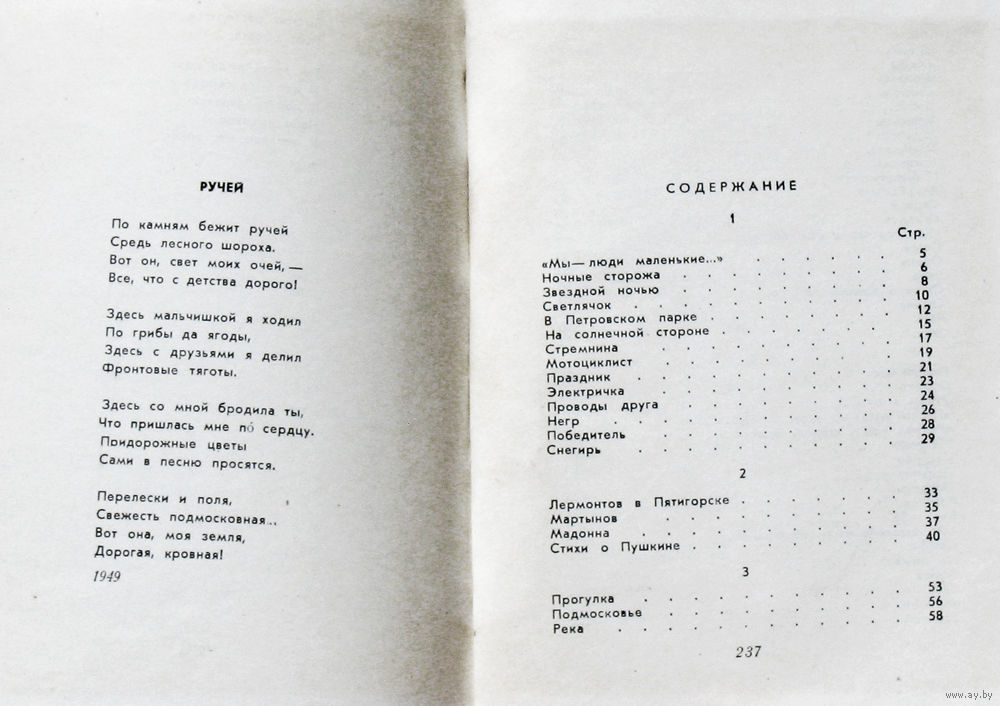 РУЧЕЙ
По камням бежит ручей
Средь лесного шороха.
Вот он, свет моих очей,—
Все, что с детства дорого!
Здесь мальчишкой я ходил
По грибы да ягоды,
Здесь с друзьями я делил
Фронтовые тяготы.
Здесь со мной бродила ты,
Что пришлась мне по́ сердцу.
Придорожные цветы
Сами в песню просятся.
Перелески и поля,
Свежесть подмосковная...
Вот она, моя земля,
Дорогая, кровная!
1949
СОДЕРЖАНИЕ
1
Стр.
«Мы—люди маленькие...» . . . . . 5
Ночные сторожа . . . . . . . 6
Звездной ночью . . . . . . . 8
Светлячок . . . . . . . . 10
В Петровском парке . . . . . . 12
На солнечной стороне . . . . . 15
Стремнина . . . . . . . 17
Мотоциклист . . . . . . . 19
Праздник . . . . . . . . 21
Электричка . . . . . . . 23
Проводы друга . . . . . . . 24
Негр . . . . . . . . . 26
Победитель . . . . . . . 28
Снегирь . . . . . . . . 29
2
Лермонтов в Пятигорске . . . . . 33
Мартынов . . . . . . . 35
Мадонна . . . . . . . . 37
Стихи о Пушкине . . . . . . 40
3
Прогулка . . . . . . . . 53
Подмосковье . . . . . . . 56
Река . . . . . . . . . 58
237
www.ay.by